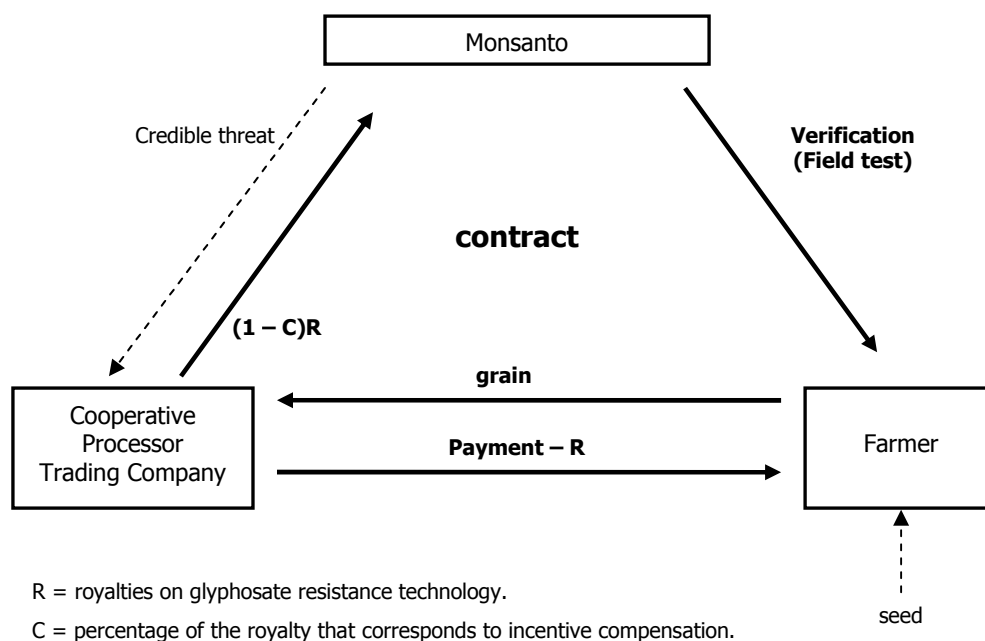 Monsanto
Credible threat
Verification
(Field test)
contract
(1 – C)R
grain
Cooperative
Processor
Trading Company
Payment – R
Farmer
R = royalties on glyphosate resistance technology.
seed
C = percentage of the royalty that corresponds to incentive compensation.